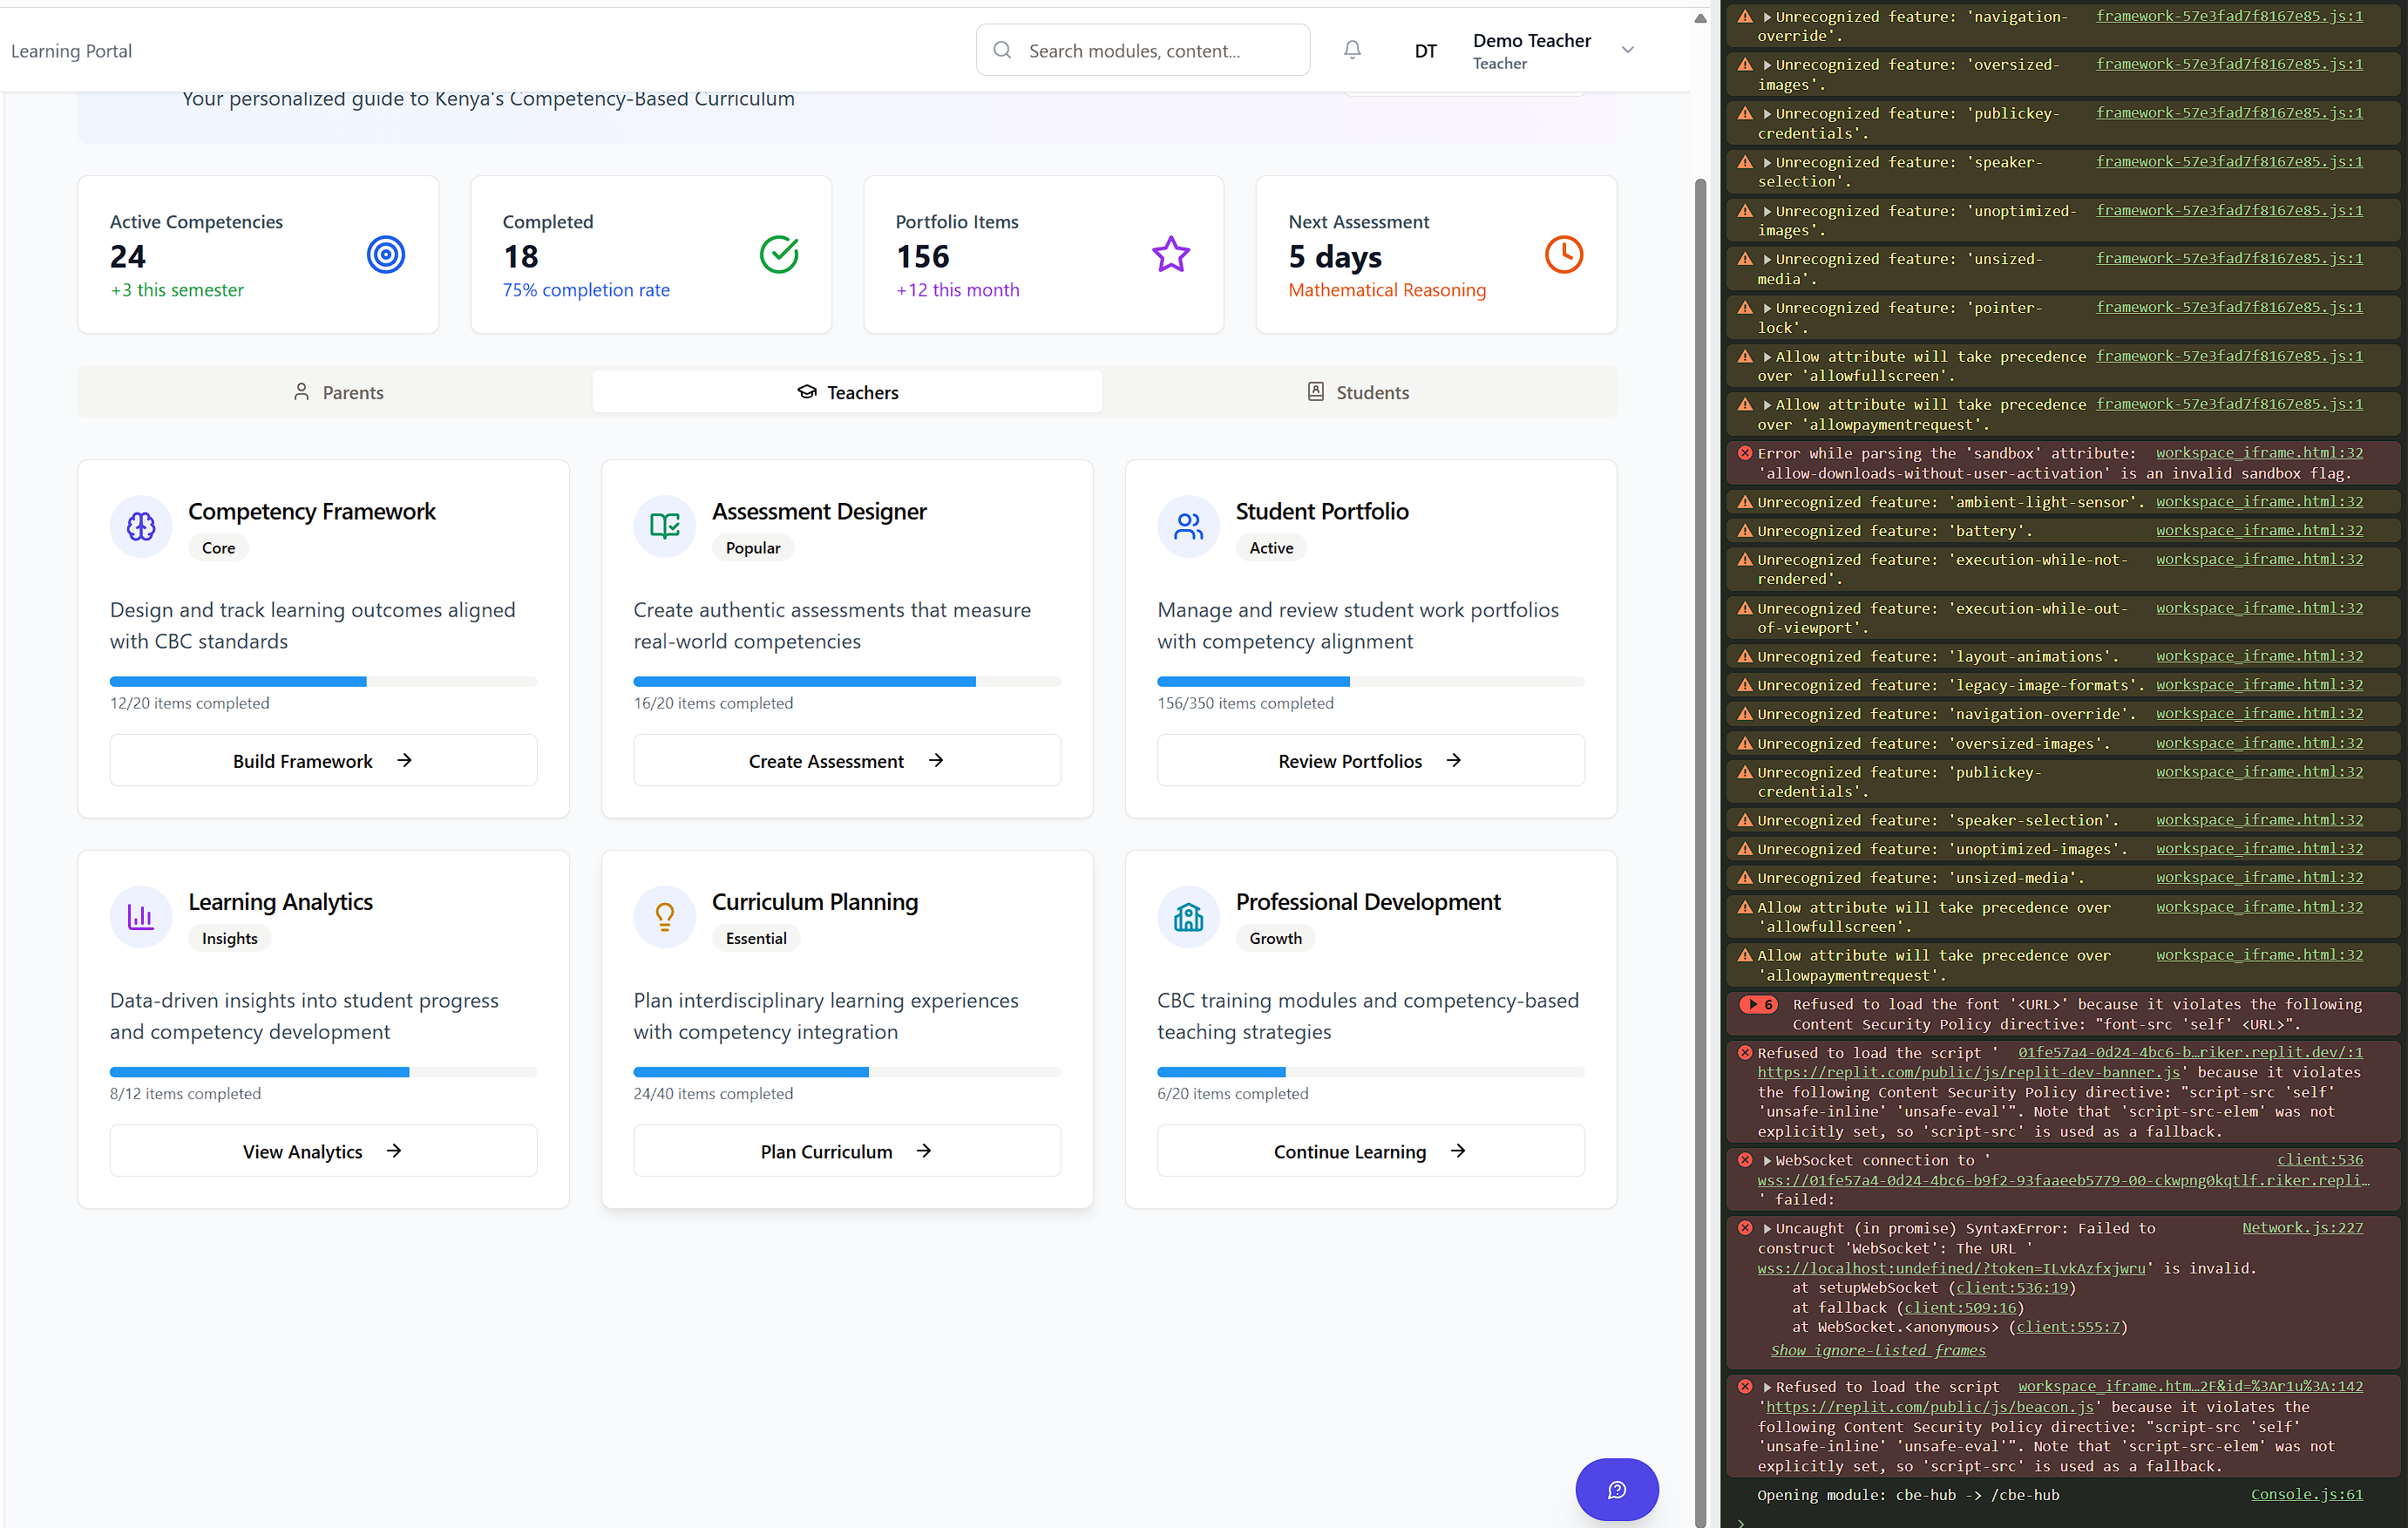 Learning Portal
Search modules, content...
DT
Demo Teacher
Teacher
Your personalized guide to Kenya's Competency-Based Curriculum
Active Competencies
24
+3 this semester
Completed
18
75% completion rate
Portfolio Items
156
+12 this month
Next Assessment
5 days
Mathematical Reasoning
Parents
Teachers
Students
Competency Framework
Core
Design and track learning outcomes aligned
with CBC standards
12/20 items completed
Build Framework
Assessment Designer
Popular
Create authentic assessments that measure
real-world competencies
16/20 items completed
Create Assessment
Student Portfolio
Active
Manage and review student work portfolios
with competency alignment
156/350 items completed
Review Portfolios
Learning Analytics
Insights
Data-driven insights into student progress
and competency development
8/12 items completed
View Analytics
Curriculum Planning
Essential
Plan interdisciplinary learning experiences
with competency integration
24/40 items completed
Plan Curriculum
Professional Development
Growth
CBC training modules and competency-based
teaching strategies
6/20 items completed
Continue Learning
Unrecognized feature: 'navigation- framework-57e3fad7f8167e85.js:1
override'.
Unrecognized feature: 'oversized- framework-57e3fad7f8167e85.js:1
images'.
Unrecognized feature: 'publickey- framework-57e3fad7f8167e85.js:1
credentials'.
Unrecognized feature: 'speaker- framework-57e3fad7f8167e85.js:1
selection'.
Unrecognized feature: 'unoptimized- framework-57e3fad7f8167e85.js:1
images'.
Unrecognized feature: 'unsized- framework-57e3fad7f8167e85.js:1
media'.
Unrecognized feature: 'pointer- framework-57e3fad7f8167e85.js:1
lock'.
Allow attribute will take precedence framework-57e3fad7f8167e85.js:1
over 'allowfullscreen'.
Allow attribute will take precedence framework-57e3fad7f8167e85.js:1
over 'allowpaymentrequest'.
Error while parsing the 'sandbox' attribute: workspace_iframe.html:32
'allow-downloads-without-user-activation' is an invalid sandbox flag.
Unrecognized feature: 'ambient-light-sensor'. workspace_iframe.html:32
Unrecognized feature: 'battery'. workspace_iframe.html:32
Unrecognized feature: 'execution-while-not- workspace_iframe.html:32
rendered'.
Unrecognized feature: 'execution-while-out- workspace_iframe.html:32
of-viewport'.
Unrecognized feature: 'layout-animations'. workspace_iframe.html:32
Unrecognized feature: 'legacy-image-formats'. workspace_iframe.html:32
Unrecognized feature: 'navigation-override'. workspace_iframe.html:32
Unrecognized feature: 'oversized-images'. workspace_iframe.html:32
Unrecognized feature: 'publickey- workspace_iframe.html:32
credentials'.
Unrecognized feature: 'speaker-selection'. workspace_iframe.html:32
Unrecognized feature: 'unoptimized-images'. workspace_iframe.html:32
Unrecognized feature: 'unsized-media'. workspace_iframe.html:32
Allow attribute will take precedence over workspace_iframe.html:32
'allowfullscreen'.
Allow attribute will take precedence over workspace_iframe.html:32
'allowpaymentrequest'.
6 Refused to load the font '<URL>' because it violates the following
Content Security Policy directive: "font-src 'self' <URL>".
Refused to load the script ' 01fe57a4-0d24-4bc6-b…riker.replit.dev/:1
https://replit.com/public/js/replit-dev-banner.js' because it violates
the following Content Security Policy directive: "script-src 'self'
'unsafe-inline' 'unsafe-eval'". Note that 'script-src-elem' was not
explicitly set, so 'script-src' is used as a fallback.
WebSocket connection to ' client:536
wss://01fe57a4-0d24-4bc6-b9f2-93faaeeb5779-00-ckwpng0kqtlf.riker.repli…
' failed:
Uncaught (in promise) SyntaxError: Failed to Network.js:227
construct 'WebSocket': The URL '
wss://localhost:undefined/?token=ILvkAzfxjwru' is invalid.
at setupWebSocket (client:536:19)
at fallback (client:509:16)
at WebSocket.<anonymous> (client:555:7)
Show ignore-listed frames
Refused to load the script workspace_iframe.htm…2F&id=%3Ar1u%3A:142
'https://replit.com/public/js/beacon.js' because it violates the
following Content Security Policy directive: "script-src 'self'
'unsafe-inline' 'unsafe-eval'". Note that 'script-src-elem' was not
explicitly set, so 'script-src' is used as a fallback.
Opening module: cbe-hub -> /cbe-hub Console.js:61